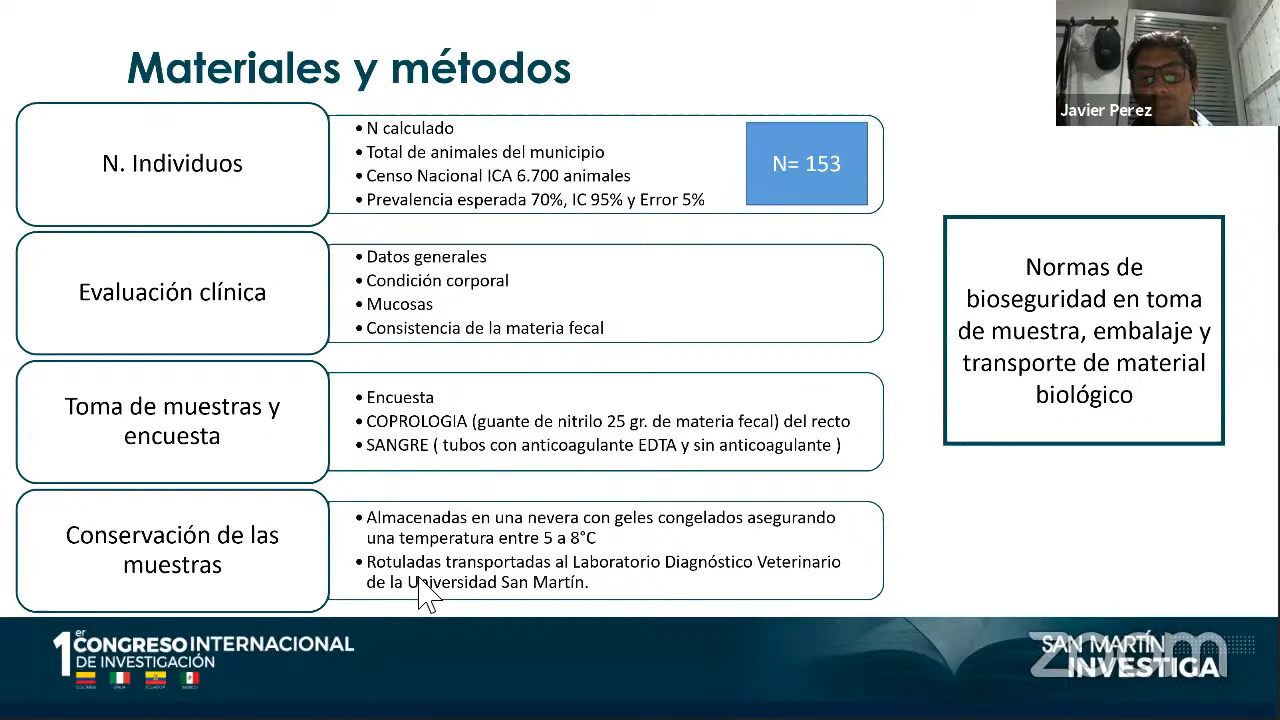 Materiales y métodos
Javier Perez
N. Individuos
• N calculado
• Total de animales del municipio
• Censo Nacional ICA 6.700 animales
• Prevalencia esperada 70%, IC 95% y Error 5%
N= 153
Evaluación clínica
• Datos generales
• Condición corporal
• Mucosas
• Consistencia de la materia fecal
Toma de muestras y
encuesta
• Encuesta
• COPROLOGIA (guante de nitrilo 25 gr. de materia fecal) del recto
• SANGRE ( tubos con anticoagulante EDTA y sin anticoagulante )
Conservación de las
muestras
• Almacenadas en una nevera con geles congelados asegurando
una temperatura entre 5 a 8°C
• Rotuladas transportadas al Laboratorio Diagnóstico Veterinario
de la Universidad San Martín.
Normas de
bioseguridad en toma
de muestra, embalaje y
transporte de material
biológico
1er CONGRESO INTERNACIONAL
DE INVESTIGACIÓN
COLOMBIA ITALIA ECUADOR MÉXICO
SAN MARTÍN
INVESTIGA
zoom